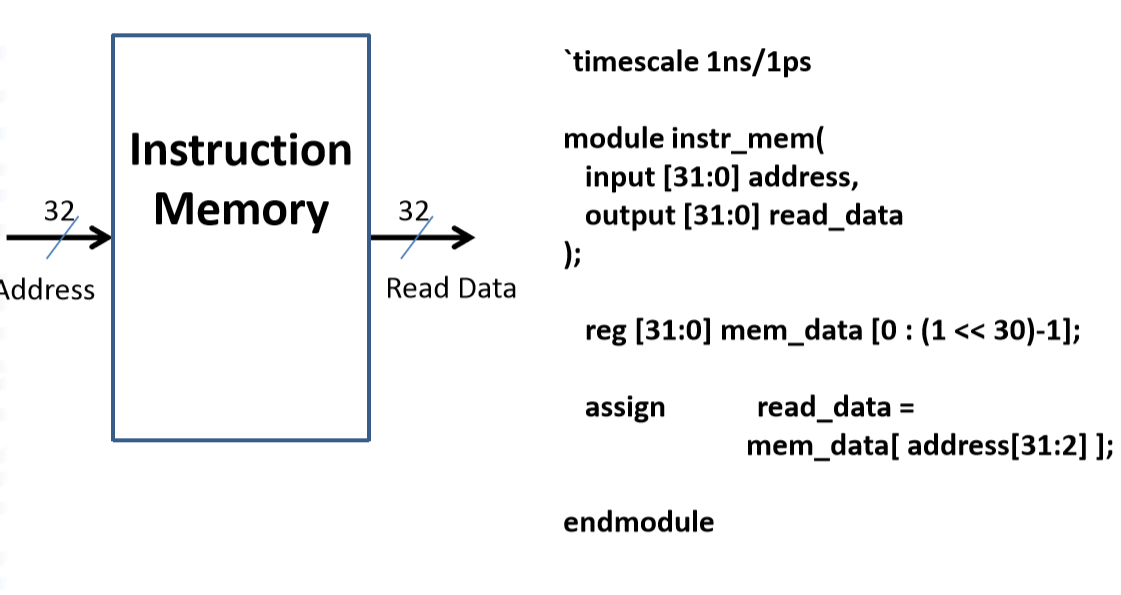 Instruction
Memory
32
Address
32
Read Data
`timescale 1ns/1ps
module instr_mem(
input [31:0] address,
output [31:0] read_data
);
reg [31:0] mem_data [0 : (1 << 30)-1];
assign read_data =
mem_data[ address[31:2] ];
endmodule